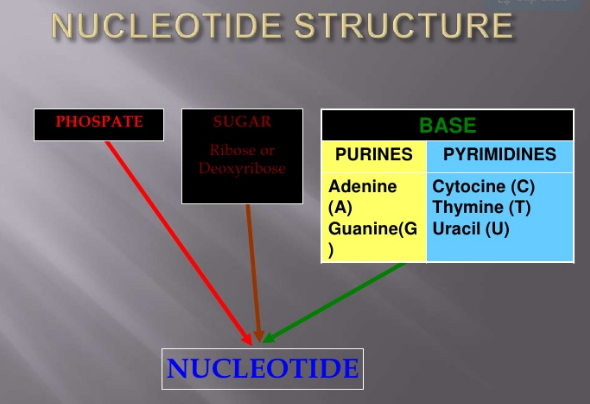 NUCLEOTIDE STRUCTURE
PHOSPATE
SUGAR
Ribose or
Deoxyribose
BASE
PURINES
PYRIMIDINES
Adenine
(A)
Guanine(G
)
Cytocine (C)
Thymine (T)
Uracil (U)
NUCLEOTIDE